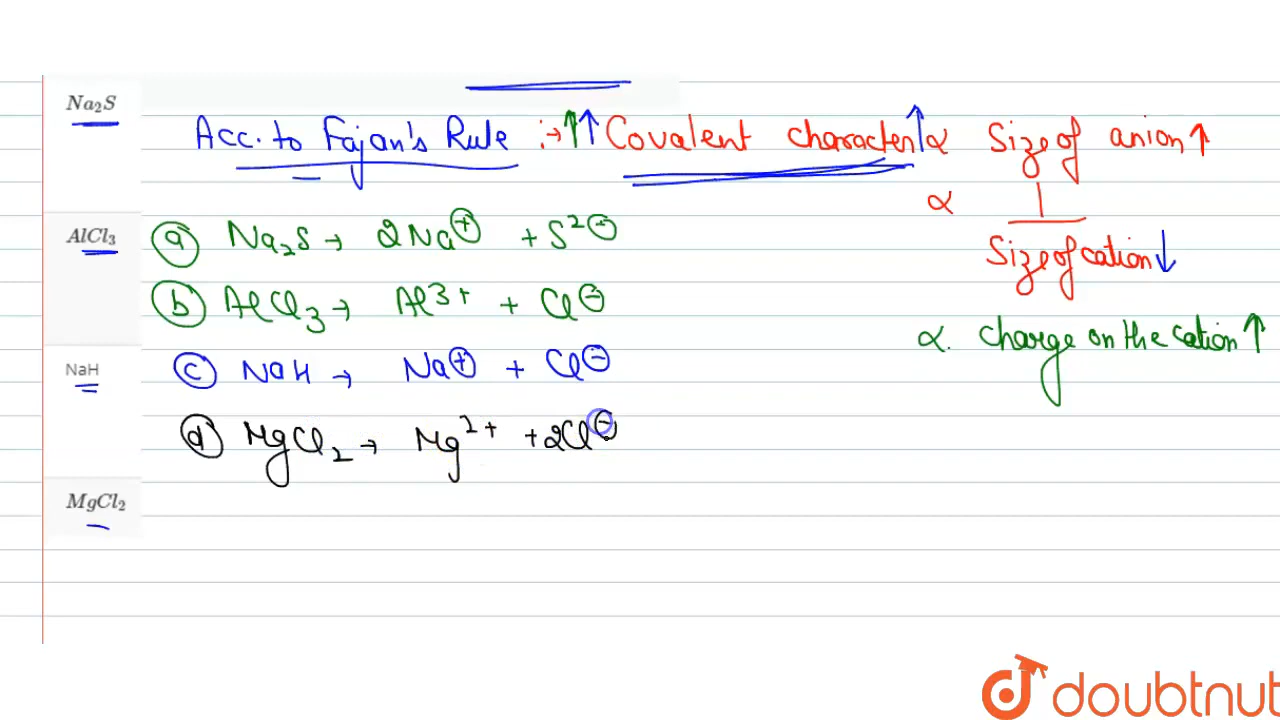 Na₂S
Acc. to Fajan's Rule :→ ↑↑ Covalent character ↑ ∝ Size of anion ↑
∝ 1
Size of cation ↓
AlCl₃
(a) Na₂S → 2Na⊕ + S²⊖
(b) AlCl₃ → Al³⁺ + Cl⊖
∝. Charge on the cation ↑
NaH
(c) NaH → Na⊕ + Cl⊖
(d) MgCl₂ → Mg²⁺ + 2Cl⊖
MgCl₂
doubtnut